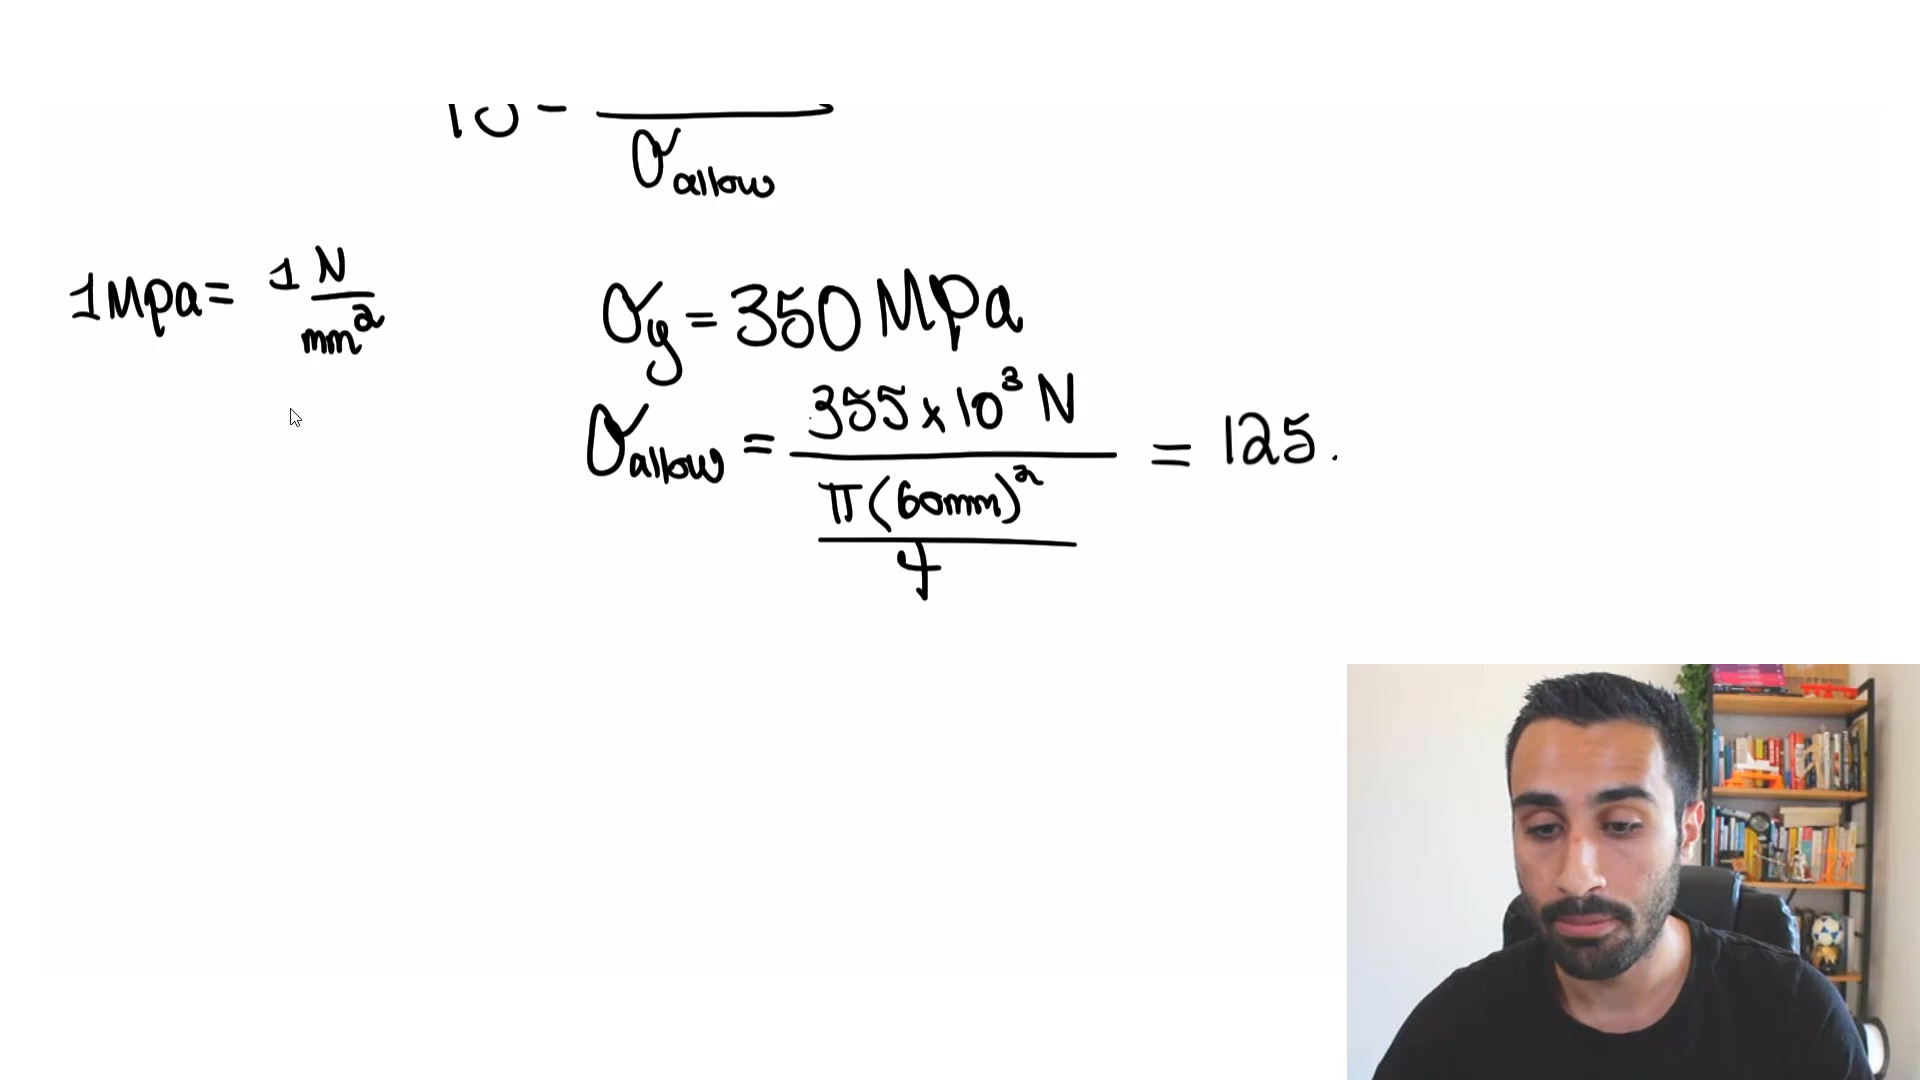 σallow
1Mpa= 1 N
mm²
σy = 350 MPa
355 x 10³ N
σallow = = 125.
π (60mm)²
4